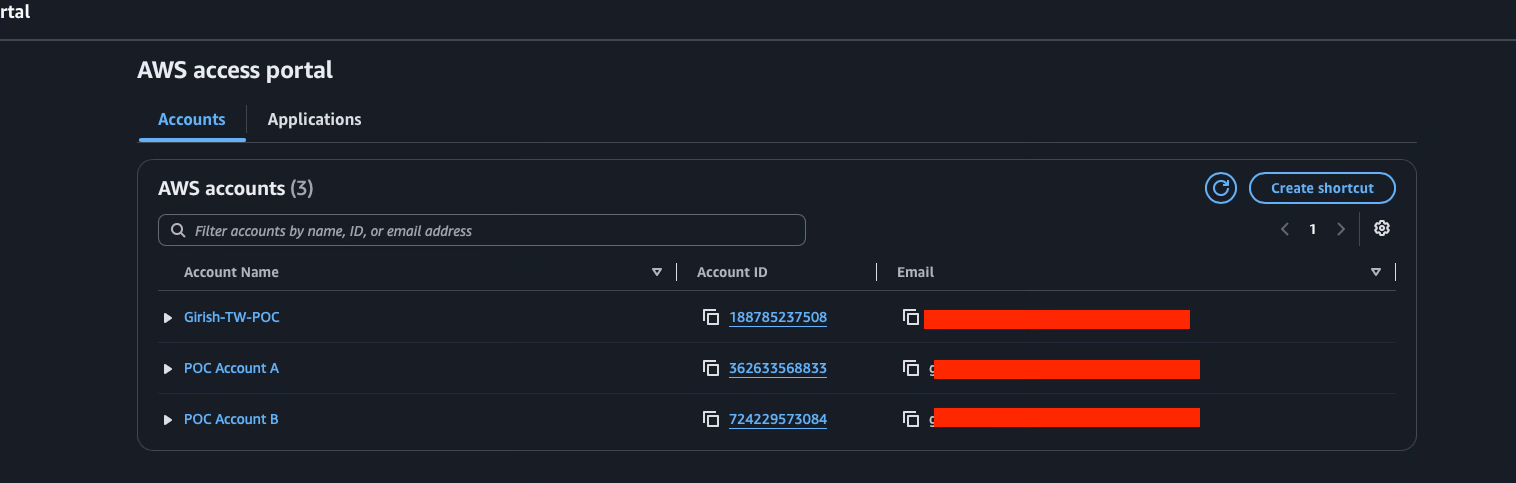 rtal
AWS access portal
Accounts Applications
AWS accounts (3)
Create shortcut
Filter accounts by name, ID, or email address
1
Account Name Account ID Email
Girish-TW-POC 188785237508
POC Account A 362633568833
POC Account B 724229573084